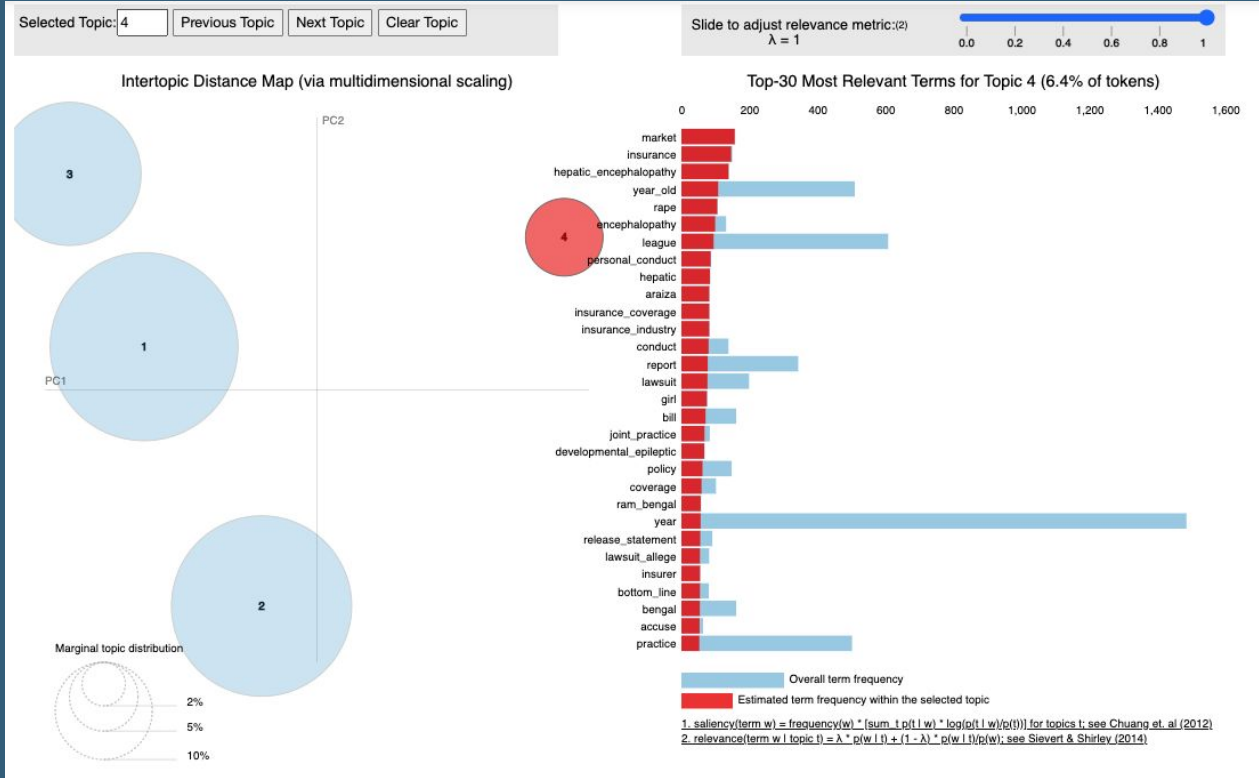 Selected Topic: 4 Previous Topic Next Topic Clear Topic
Slide to adjust relevance metric:(2)
λ = 1
0.0 0.2 0.4 0.6 0.8 1
Intertopic Distance Map (via multidimensional scaling)
PC2
PC1
3
1
4
2
Marginal topic distribution
2%
5%
10%
Top-30 Most Relevant Terms for Topic 4 (6.4% of tokens)
0 200 400 600 800 1,000 1,200 1,400 1,600
market
insurance
hepatic_encephalopathy
year_old
rape
encephalopathy
league
personal_conduct
hepatic
araiza
insurance_coverage
insurance_industry
conduct
report
lawsuit
girl
bill
joint_practice
developmental_epileptic
policy
coverage
ram_bengal
year
release_statement
lawsuit_allege
insurer
bottom_line
bengal
accuse
practice
Overall term frequency
Estimated term frequency within the selected topic
1. saliency(term w) = frequency(w) * [sum_t p(t | w) * log(p(t | w)/p(t))] for topics t; see Chuang et. al (2012)
2. relevance(term w | topic t) = λ * p(w | t) + (1 - λ) * p(w | t)/p(w); see Sievert & Shirley (2014)